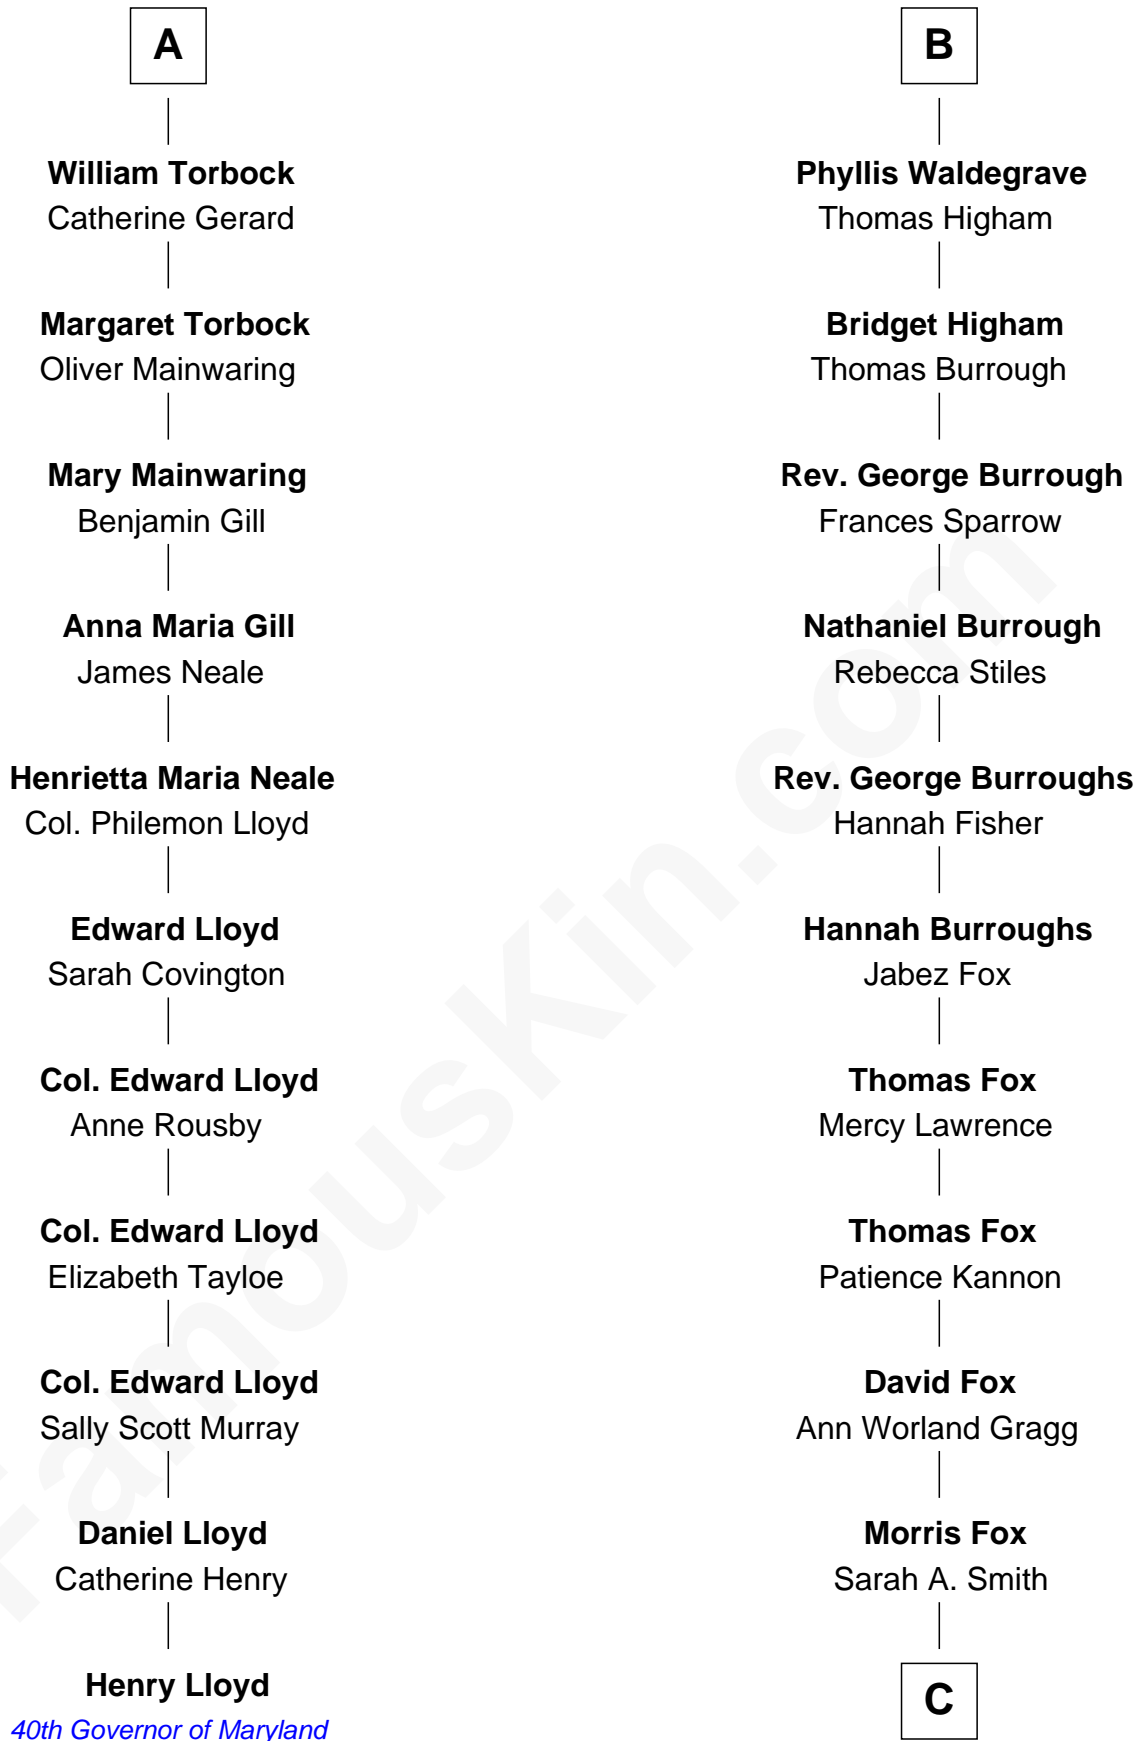 A
William Torbock
Catherine Gerard
Margaret Torbock
Oliver Mainwaring
Mary Mainwaring
Benjamin Gill
Anna Maria Gill
James Neale
Henrietta Maria Neale
Col. Philemon Lloyd
Edward Lloyd
Sarah Covington
Col. Edward Lloyd
Anne Rousby
Col. Edward Lloyd
Elizabeth Tayloe
Col. Edward Lloyd
Sally Scott Murray
Daniel Lloyd
Catherine Henry
Henry Lloyd
40th Governor of Maryland
B
Phyllis Waldegrave
Thomas Higham
Bridget Higham
Thomas Burrough
Rev. George Burrough
Frances Sparrow
Nathaniel Burrough
Rebecca Stiles
Rev. George Burroughs
Hannah Fisher
Hannah Burroughs
Jabez Fox
Thomas Fox
Mercy Lawrence
Thomas Fox
Patience Kannon
David Fox
Ann Worland Gragg
Morris Fox
Sarah A. Smith
C
FamousKin.com